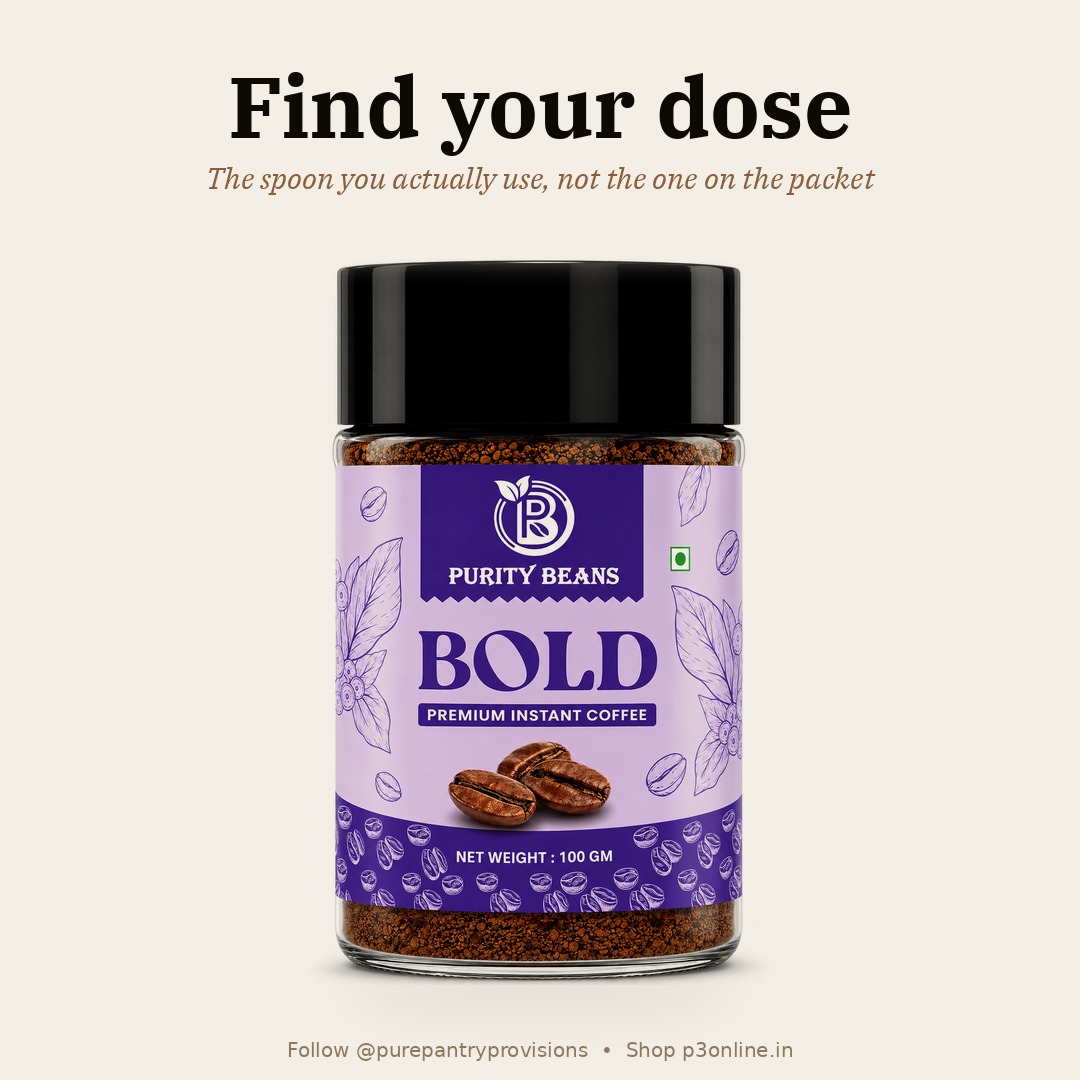 Find your dose
The spoon you actually use, not the one on the packet
PURITY BEANS
BOLD
PREMIUM INSTANT COFFEE
NET WEIGHT : 100 GM
Follow @purepantryprovisions • Shop p3online.in